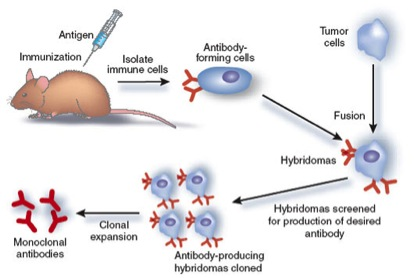 Antigen
Immunization
Isolate
immune cells
Antibody-
forming cells
Tumor
cells
Fusion
Hybridomas
Hybridomas screened
for production of desired
antibody
Antibody-producing
hybridomas cloned
Clonal
expansion
Monoclonal
antibodies